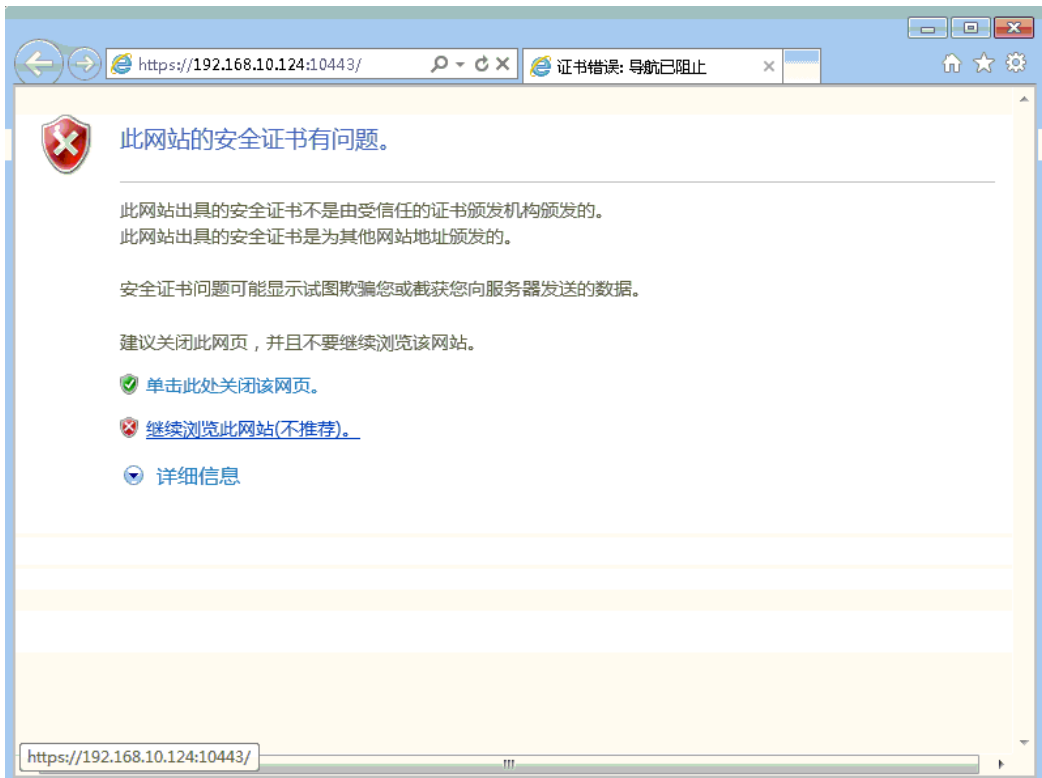 https://192.168.10.124:10443/
证书错误: 导航已阻止
此网站的安全证书有问题。
此网站出具的安全证书不是由受信任的证书颁发机构颁发的。
此网站出具的安全证书是为其他网站地址颁发的。
安全证书问题可能显示试图欺骗您或截获您向服务器发送的数据。
建议关闭此网页，并且不要继续浏览该网站。
单击此处关闭该网页。
继续浏览此网站(不推荐)。
详细信息
https://192.168.10.124:10443/